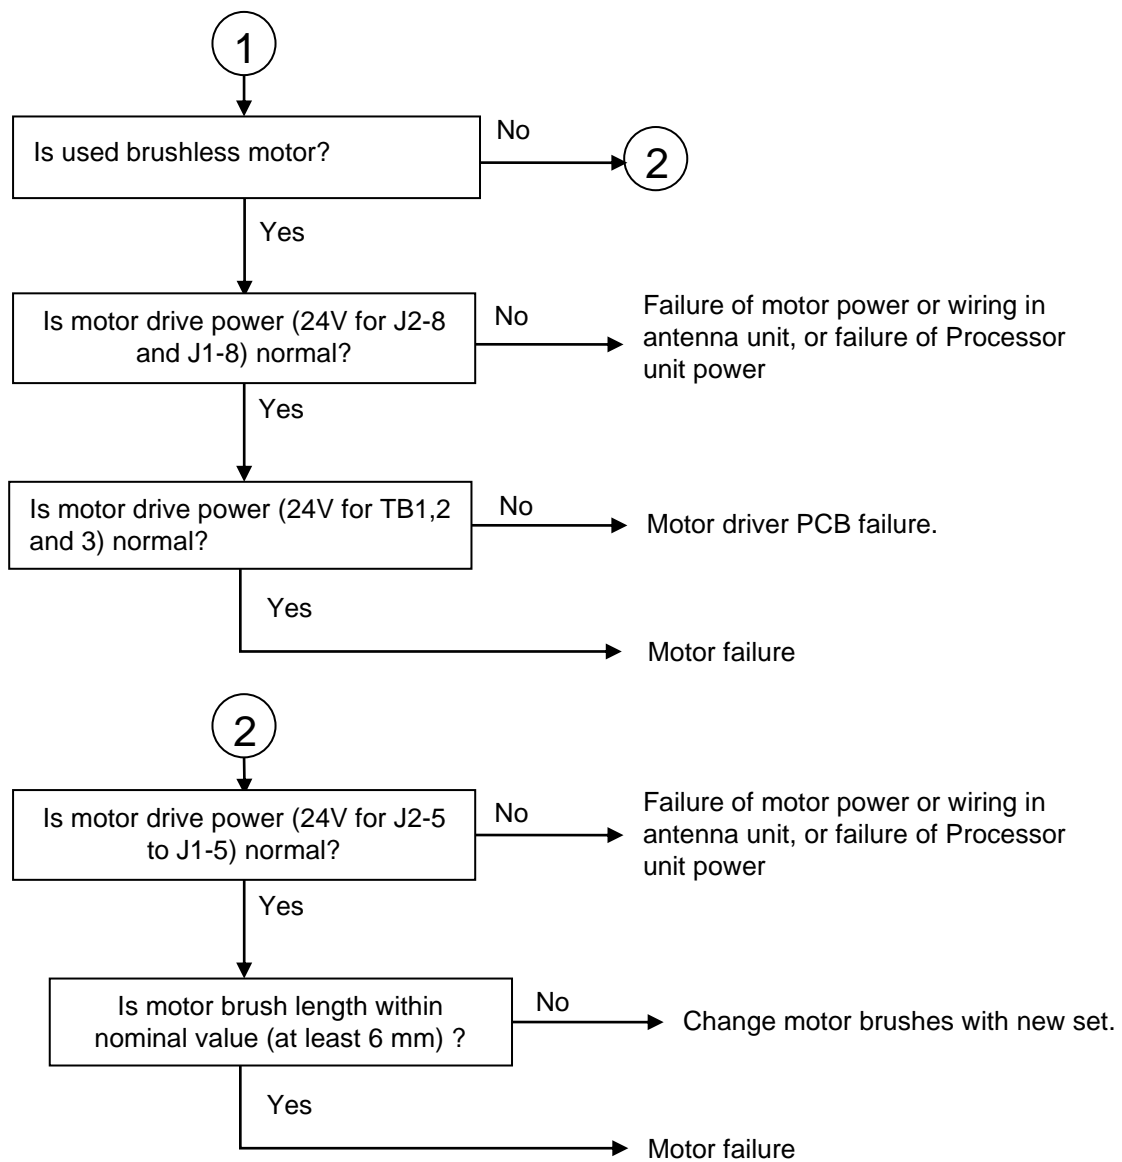 1
Is used brushless motor?
No
2
Yes
Is motor drive power (24V for J2-8
and J1-8) normal?
No
Failure of motor power or wiring in
antenna unit, or failure of Processor
unit power
Yes
Is motor drive power (24V for TB1,2
and 3) normal?
No
Motor driver PCB failure.
Yes
Motor failure
2
Is motor drive power (24V for J2-5
to J1-5) normal?
No
Failure of motor power or wiring in
antenna unit, or failure of Processor
unit power
Yes
Is motor brush length within
nominal value (at least 6 mm) ?
No
Change motor brushes with new set.
Yes
Motor failure